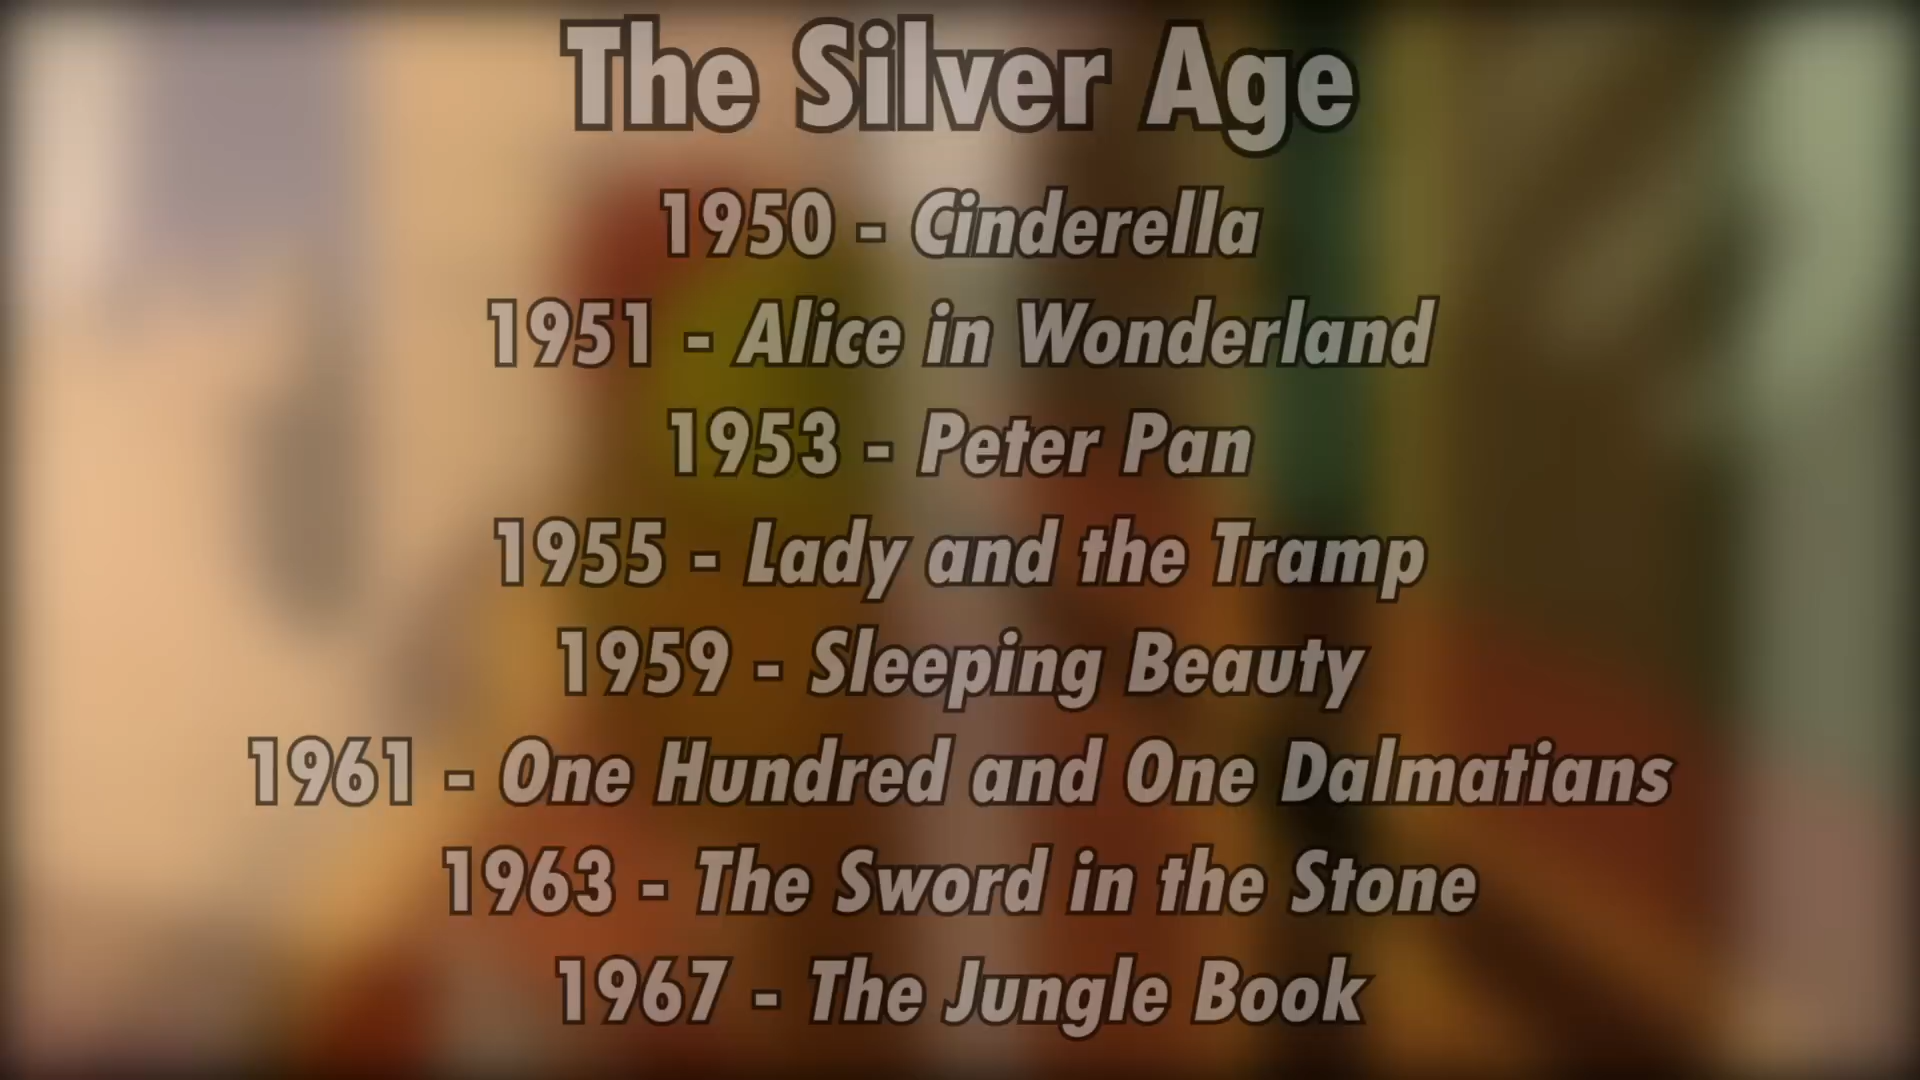 The Silver Age
1950 - Cinderella
1951 - Alice in Wonderland
1953 - Peter Pan
1955 - Lady and the Tramp
1959 - Sleeping Beauty
1961 - One Hundred and One Dalmatians
1963 - The Sword in the Stone
1967 - The Jungle Book